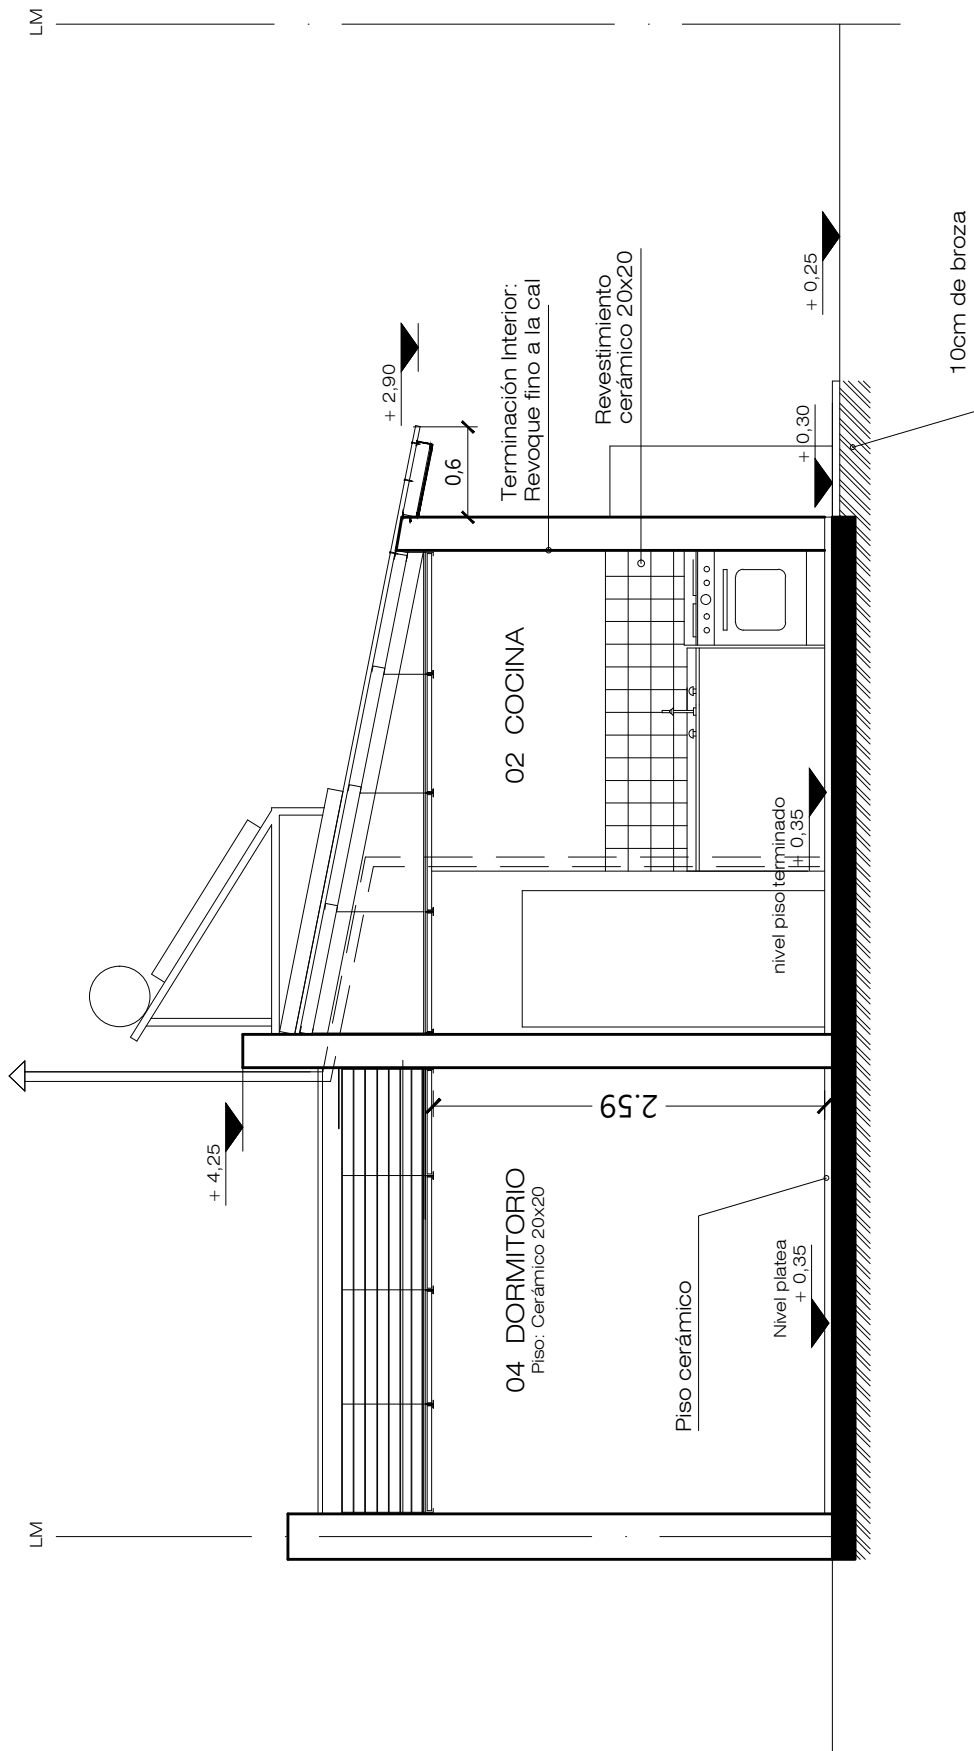 LM
LM
+ 4,25
+ 2,90
0,6
Terminación Interior:
Revoque fino a la cal
Revestimiento
cerámico 20x20
04 DORMITORIO
Piso: Cerámico 20x20
02 COCINA
2.59
Piso cerámico
Nivel platea
+ 0,35
nivel piso terminado
+ 0,35
+ 0,30
+ 0,25
10cm de broza